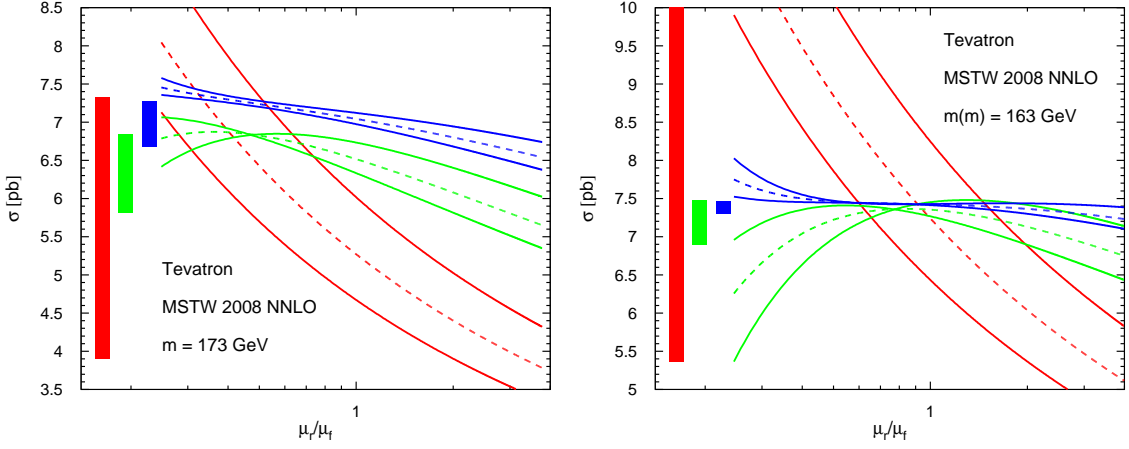 σ [pb]
8.5
8
7.5
7
6.5
6
5.5
5
4.5
4
3.5
Tevatron
MSTW 2008 NNLO
m = 173 GeV
1
μr/μf
σ [pb]
10
9.5
9
8.5
8
7.5
7
6.5
6
5.5
5
Tevatron
MSTW 2008 NNLO
m(m) = 163 GeV
1
μr/μf